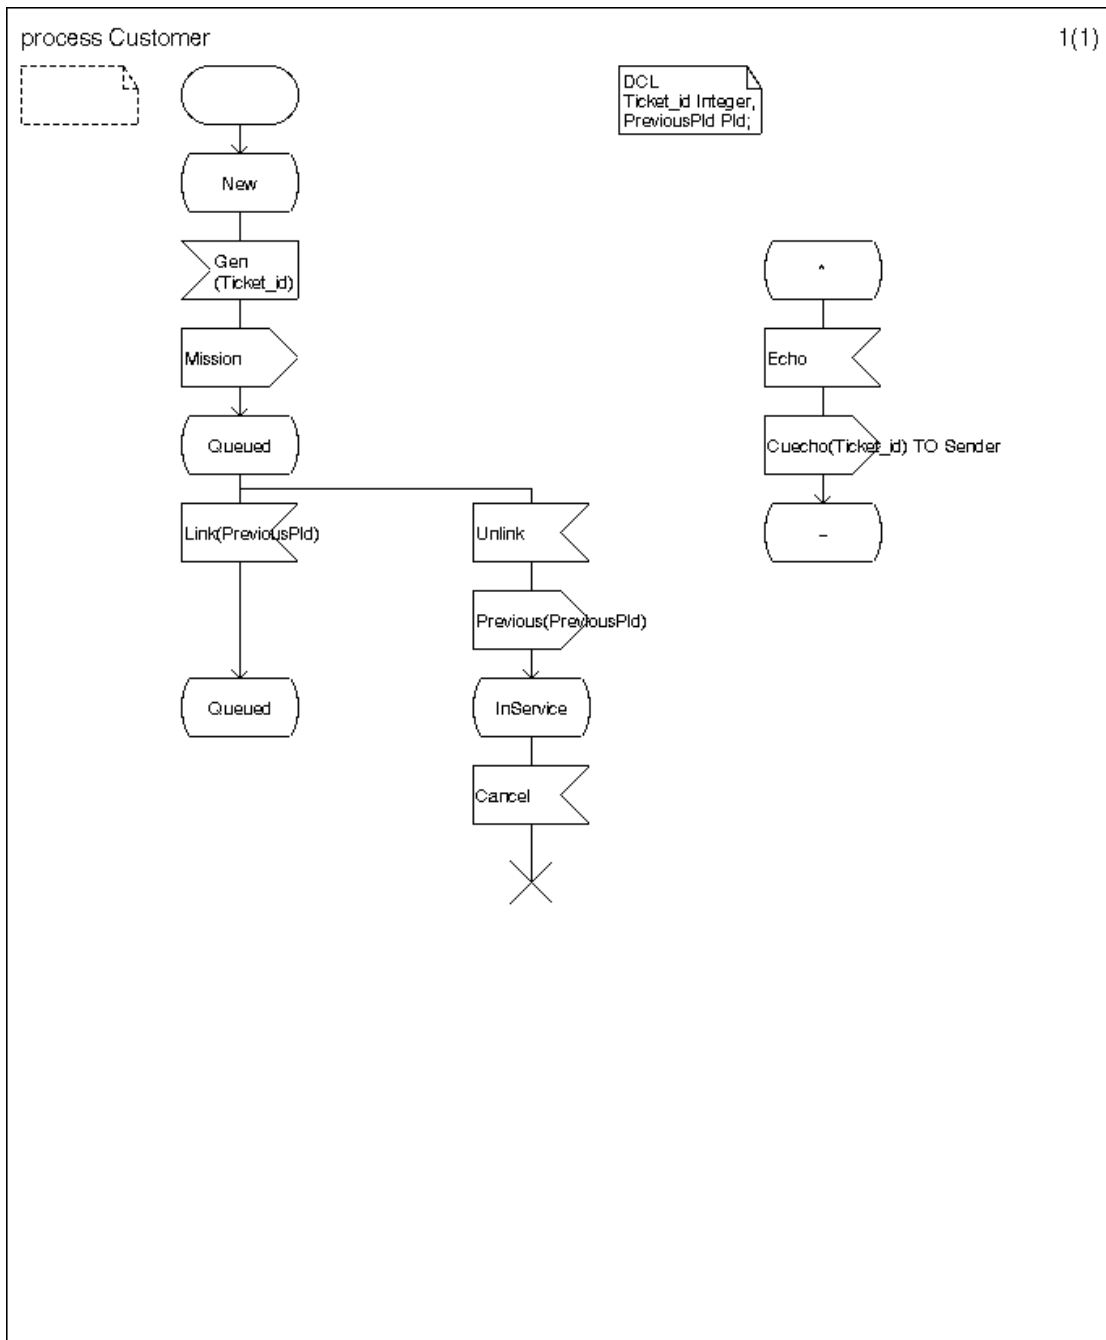 process Customer
1(1)
DCL
Ticket_id Integer,
PreviousPId PId;
New
Gen
(Ticket_id)
*
Mission
Echo
Queued
Cuecho(Ticket_id) TO Sender
Link(PreviousPId)
Unlink
-
Previous(PreviousPId)
Queued
InService
Cancel